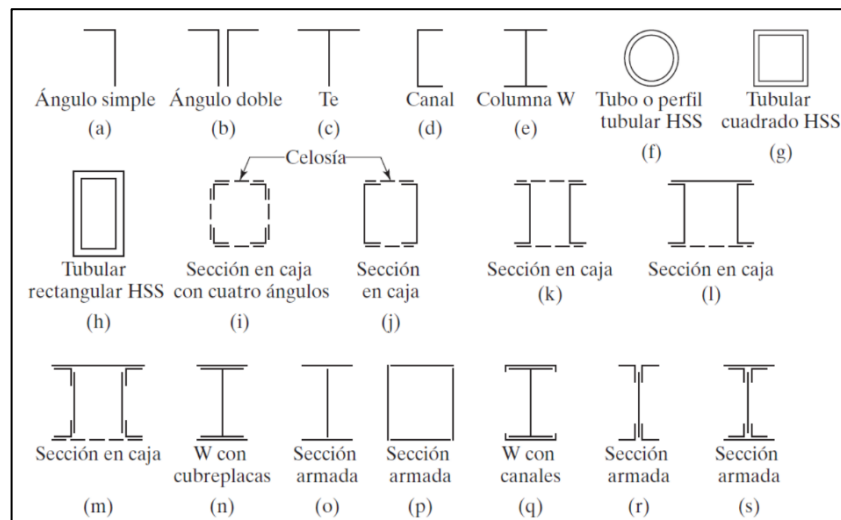 Ángulo simple
(a)
Ángulo doble
(b)
Te
(c)
Canal
(d)
Columna W
(e)
Tubo o perfil
tubular HSS
(f)
Tubular
cuadrado HSS
(g)
Celosía
Tubular
rectangular HSS
(h)
Sección en caja
con cuatro ángulos
(i)
Sección
en caja
(j)
Sección en caja
(k)
Sección en caja
(l)
Sección en caja
(m)
W con
cubreplacas
(n)
Sección
armada
(o)
Sección
armada
(p)
W con
canales
(q)
Sección
armada
(r)
Sección
armada
(s)